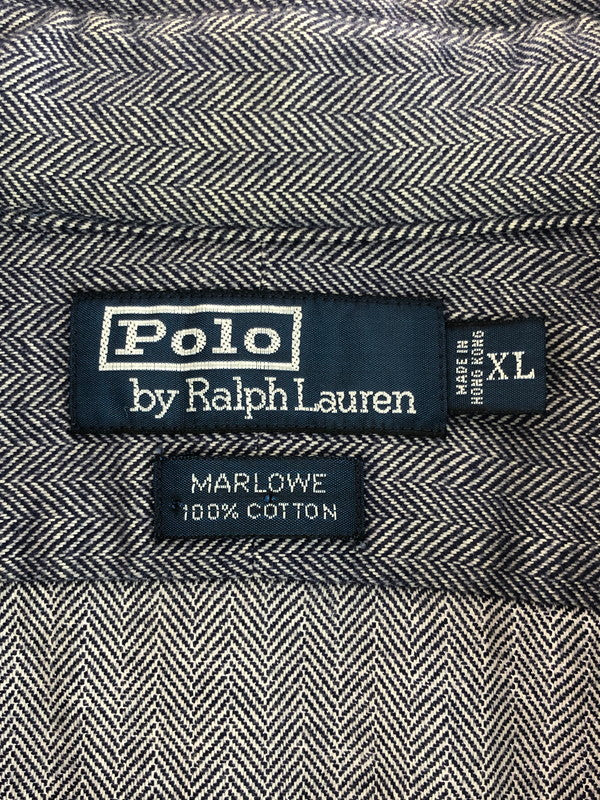 Polo
by Ralph Lauren
MADE IN
HONG KONG
XL
MARLOWE
100% COTTON